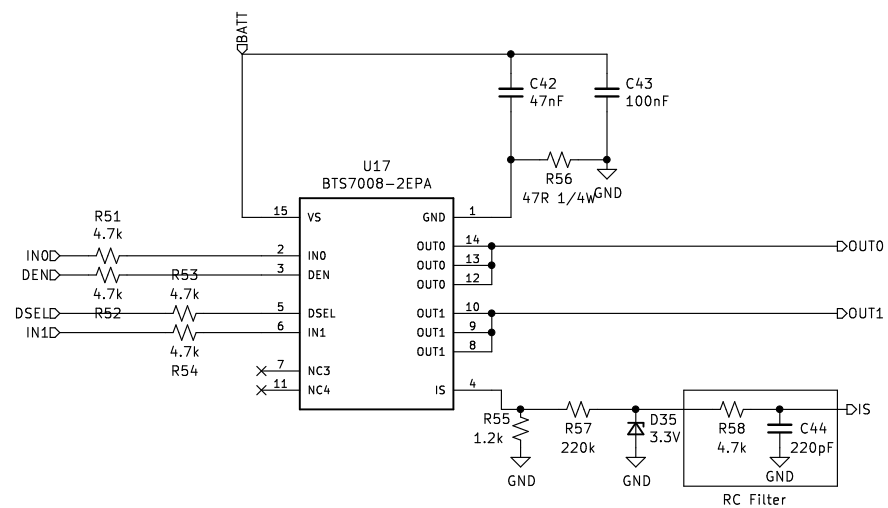 BATT
C42
47nF
C43
100nF
U17
BTS7008-2EPA
R56
47R 1/4W
GND
15
VS
GND
1
R51
4.7k
IN0
2
IN0
OUT0
14
OUT0
DEN
3
DEN
OUT0
13
4.7k
R52
R53
4.7k
OUT0
12
DSEL
5
DSEL
OUT1
10
OUT1
IN1
6
IN1
OUT1
9
4.7k
R54
OUT1
8
7
NC3
11
NC4
IS
4
R55
1.2k
GND
R57
220k
D35
3.3V
GND
R58
4.7k
C44
220pF
GND
IS
RC Filter